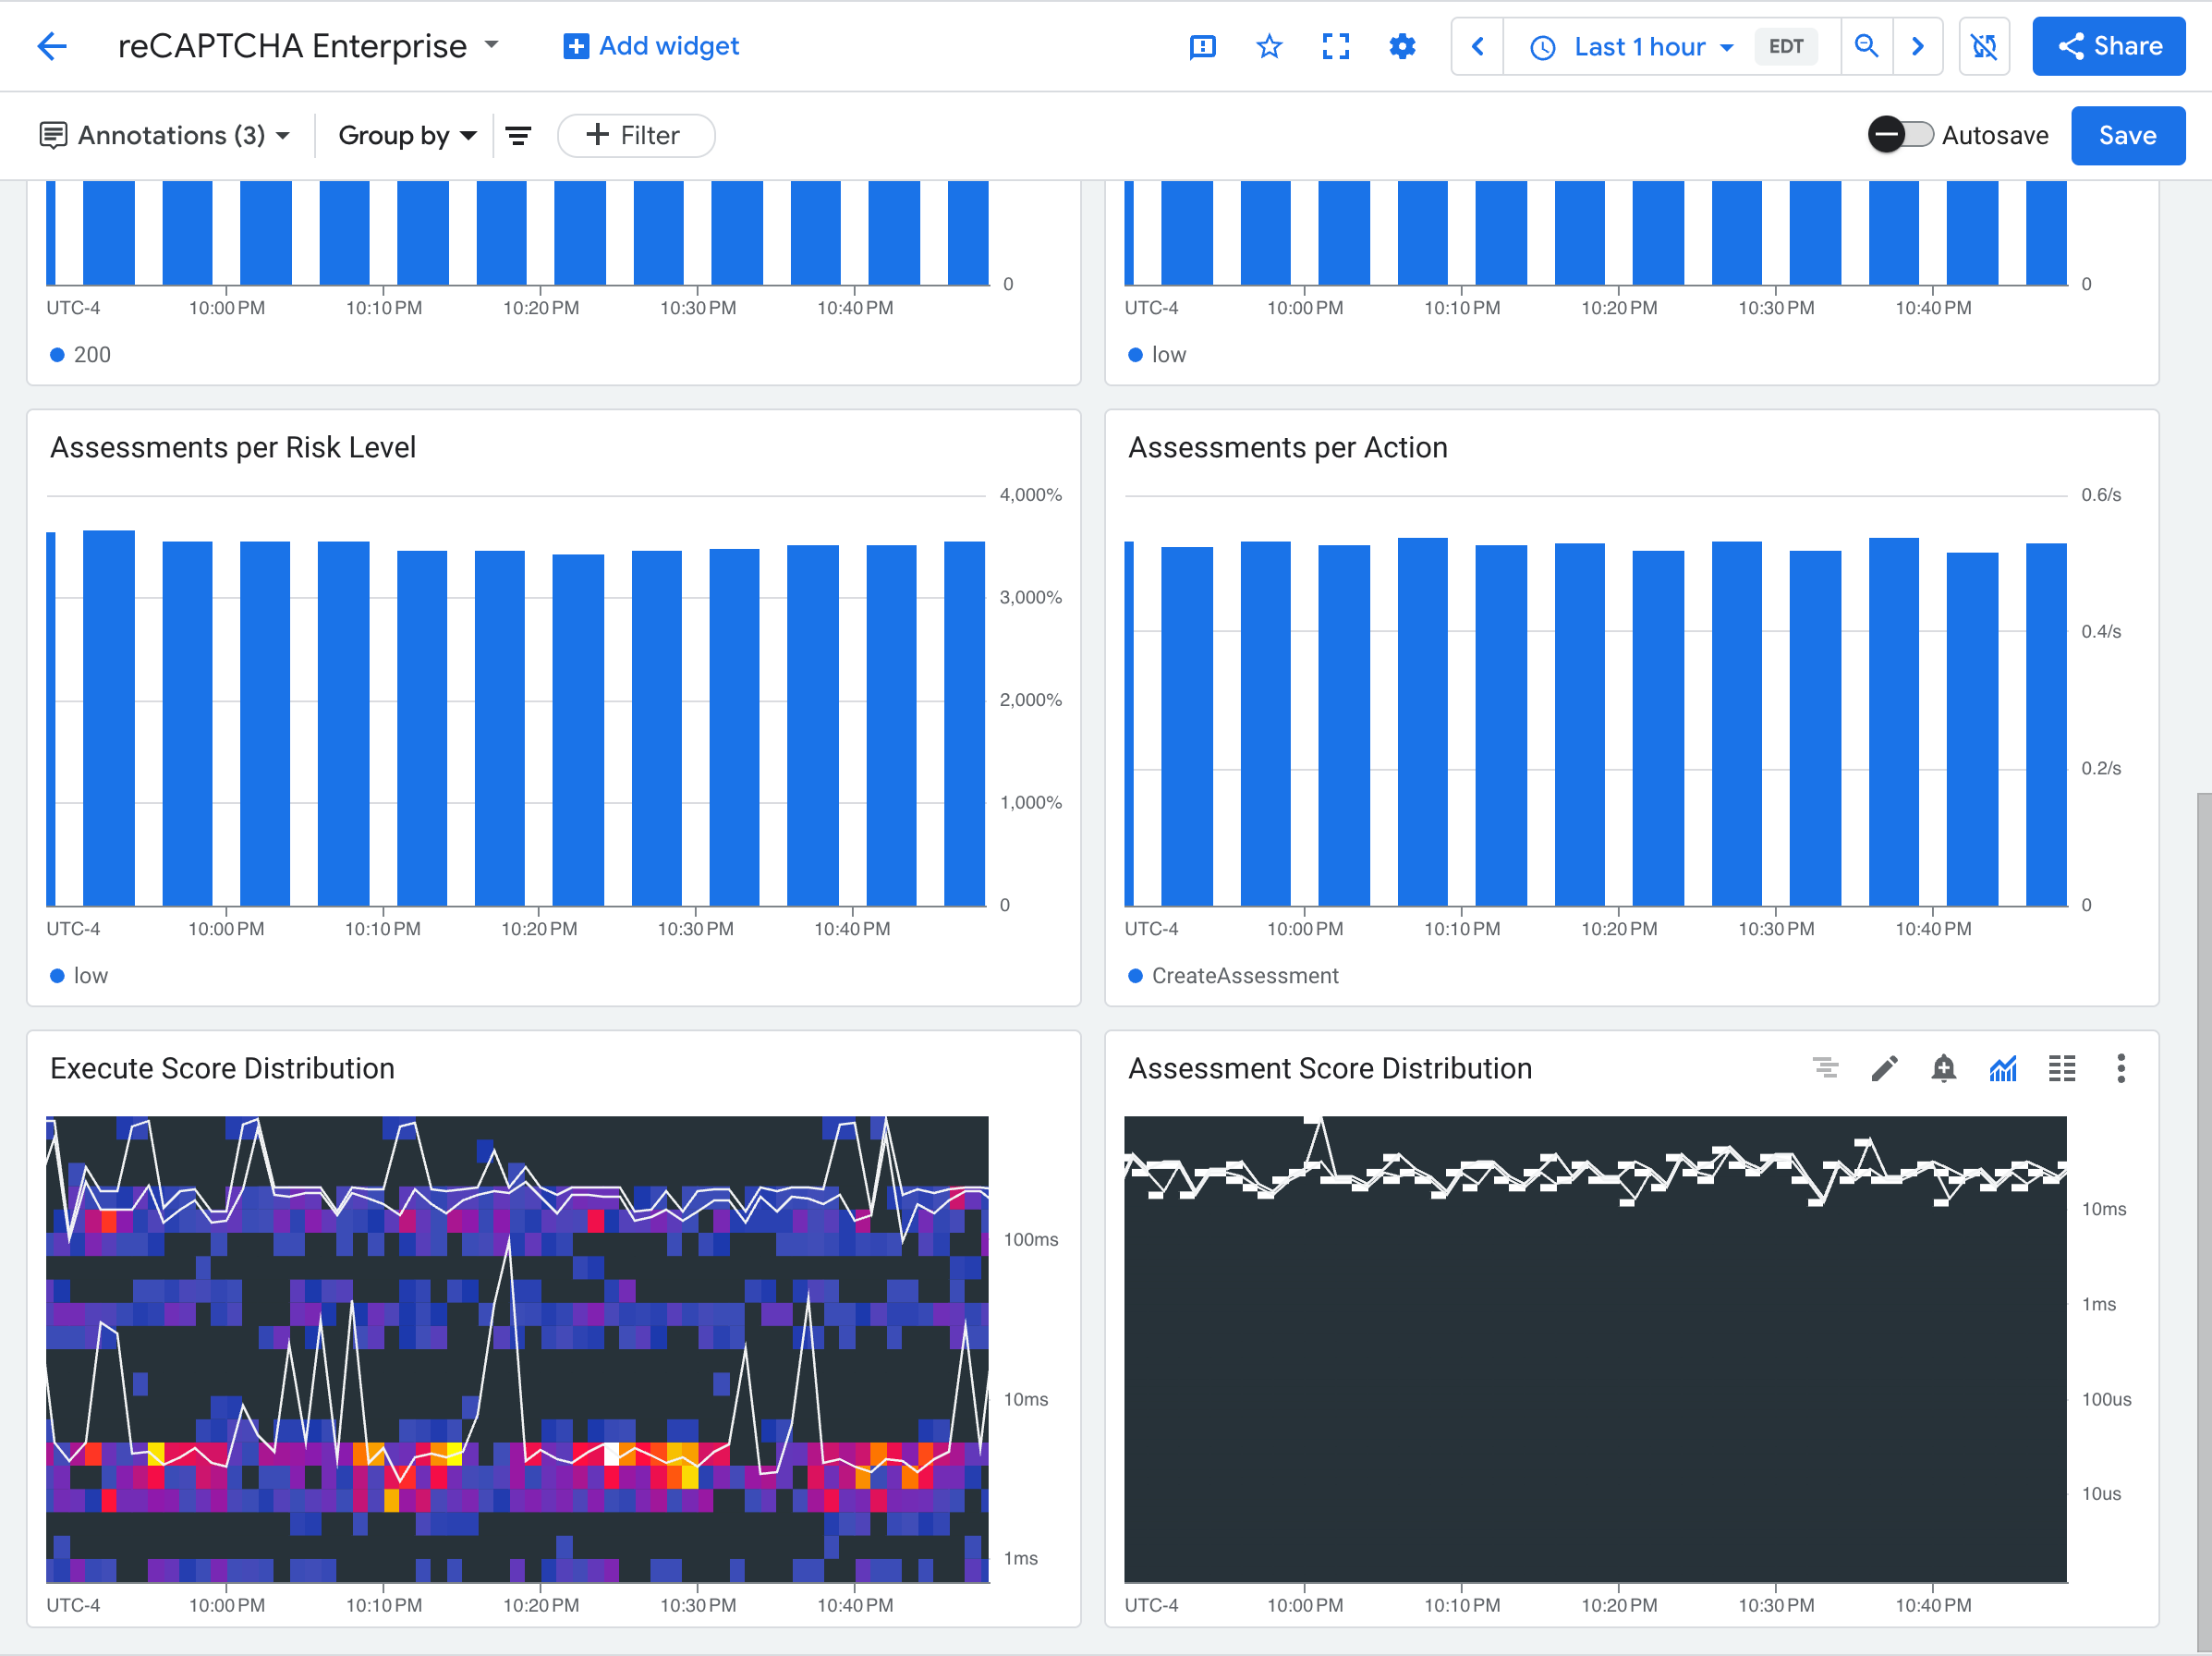 reCAPTCHA Enterprise
Add widget
Last 1 hour
EDT
Share
Annotations (3)
Group by
Filter
Autosave
Save
0
UTC-4 10:00 PM 10:10 PM 10:20 PM 10:30 PM 10:40 PM
200
0
UTC-4 10:00 PM 10:10 PM 10:20 PM 10:30 PM 10:40 PM
low
Assessments per Risk Level
4,000%
3,000%
2,000%
1,000%
0
UTC-4 10:00 PM 10:10 PM 10:20 PM 10:30 PM 10:40 PM
low
Assessments per Action
0.6/s
0.4/s
0.2/s
0
UTC-4 10:00 PM 10:10 PM 10:20 PM 10:30 PM 10:40 PM
CreateAssessment
Execute Score Distribution
100ms
10ms
1ms
UTC-4 10:00 PM 10:10 PM 10:20 PM 10:30 PM 10:40 PM
Assessment Score Distribution
10ms
1ms
100us
10us
UTC-4 10:00 PM 10:10 PM 10:20 PM 10:30 PM 10:40 PM